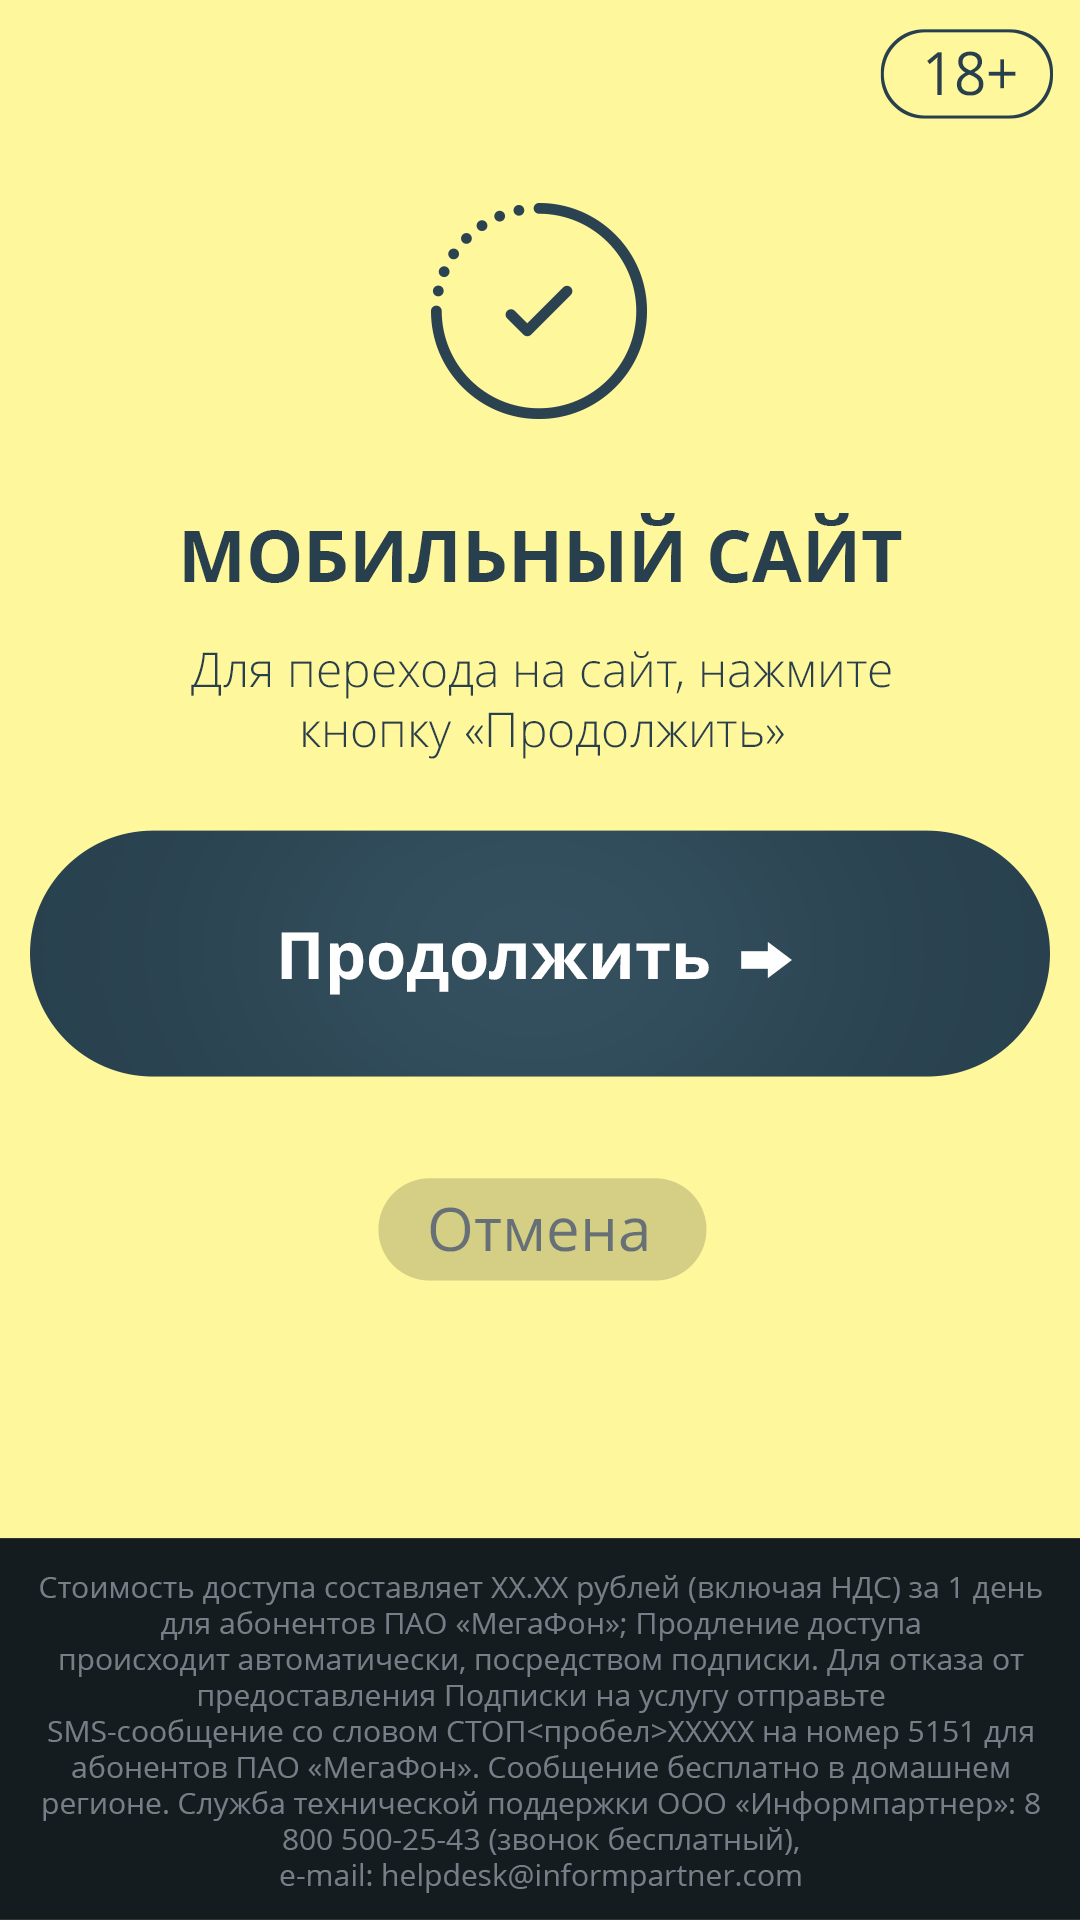 18+
МОБИЛЬНЫЙ САЙТ
Для перехода на сайт, нажмите
кнопку «Продолжить»
Продолжить
Отмена
Стоимость доступа составляет XX.XX рублей (включая НДС) за 1 день
для абонентов ПАО «МегаФон»; Продление доступа
происходит автоматически, посредством подписки. Для отказа от
предоставления Подписки на услугу отправьте
SMS-сообщение со словом СТОП<пробел>XXXXX на номер 5151 для
абонентов ПАО «МегаФон». Сообщение бесплатно в домашнем
регионе. Служба технической поддержки ООО «Информпартнер»: 8
800 500-25-43 (звонок бесплатный),
e-mail: helpdesk@informpartner.com